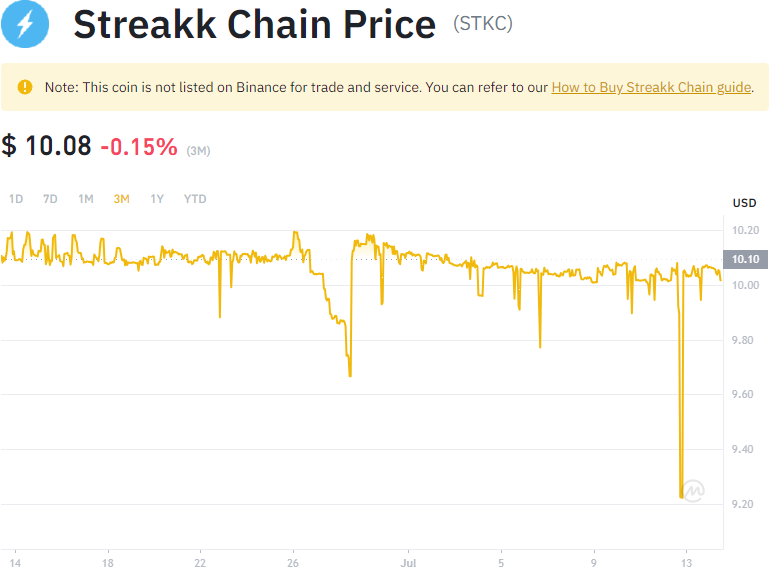 Streakk Chain Price (STKC)
Note: This coin is not listed on Binance for trade and service. You can refer to our How to Buy Streakk Chain guide.
$ 10.08 -0.15% (3M)
1D 7D 1M 3M 1Y YTD
USD
10.20
10.10
10.00
9.80
9.60
9.40
9.20
14 18 22 26 Jul 5 9 13